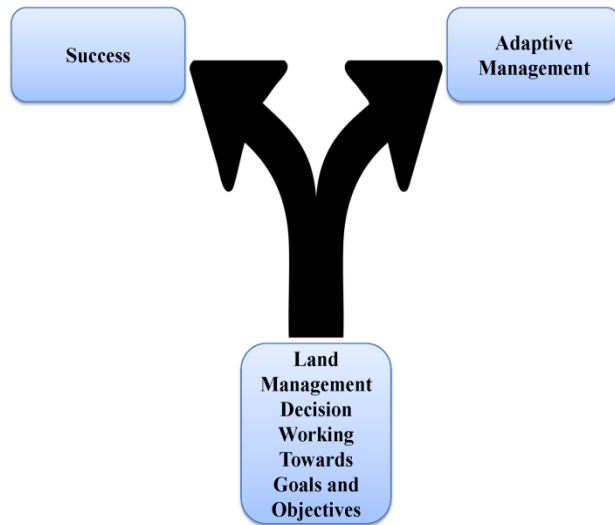 Success
Adaptive
Management
Land
Management
Decision
Working
Towards
Goals and
Objectives